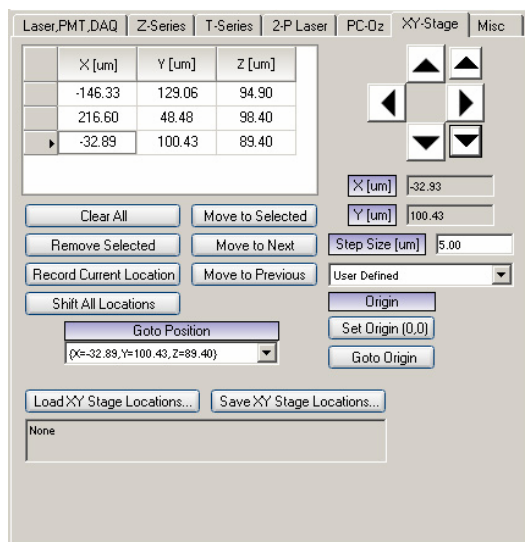 Laser,PMT,DAQ Z-Series T-Series 2-P Laser PC-Oz XY-Stage Misc
X [um] Y [um] Z [um]
-146.33 129.06 94.90
216.60 48.48 98.40
-32.89 100.43 89.40
X [um] -32.93
Clear All Move to Selected Y [um] 100.43
Remove Selected Move to Next Step Size [um] 5.00
Record Current Location Move to Previous User Defined
Shift All Locations Origin
Goto Position Set Origin (0,0)
{X=-32.89,Y=100.43,Z=89.40} Goto Origin
Load XY Stage Locations... Save XY Stage Locations...
None